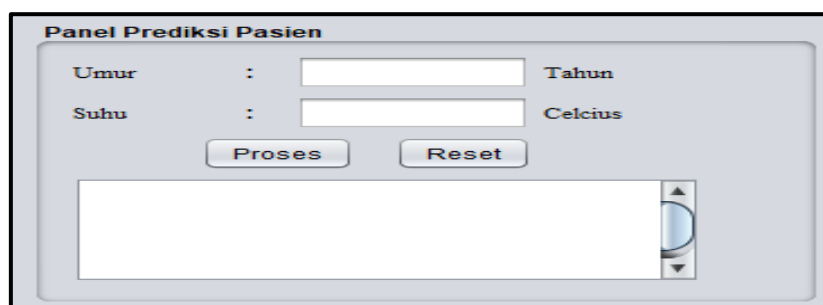 Panel Prediksi Pasien
Umur : Tahun
Suhu : Celcius
Proses Reset